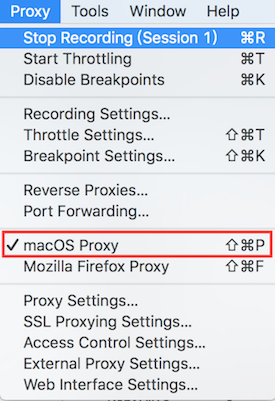 Proxy Tools Window Help
Stop Recording (Session 1) ⌘R
Start Throttling ⌘T
Disable Breakpoints ⌘K
Recording Settings...
Throttle Settings... ⇧⌘T
Breakpoint Settings... ⇧⌘K
Reverse Proxies...
Port Forwarding...
✓ macOS Proxy ⇧⌘P
Mozilla Firefox Proxy ⇧⌘F
Proxy Settings...
SSL Proxying Settings...
Access Control Settings...
External Proxy Settings...
Web Interface Settings...